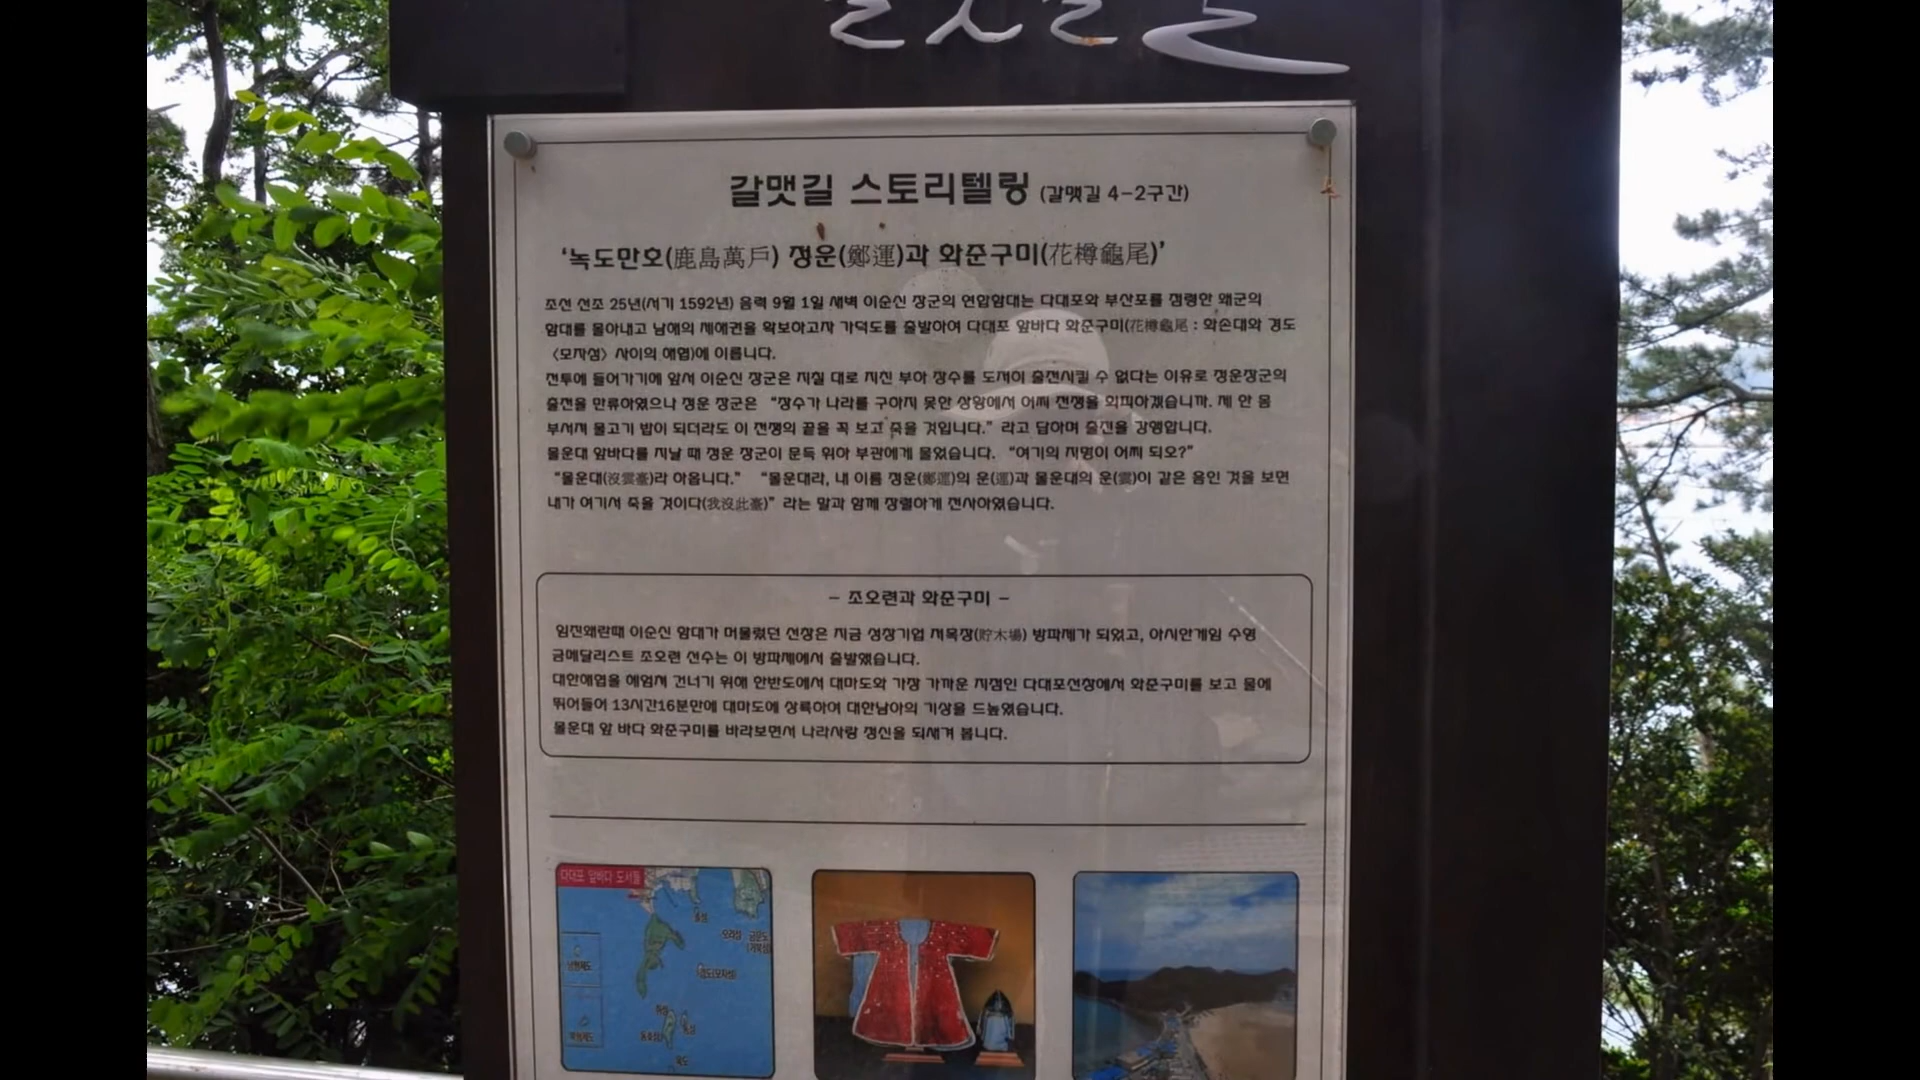 갈맷길 스토리텔링 (갈맷길 4-2구간)
‘녹도만호(鹿島萬戶) 정운(鄭運)과 화준구미(花樽龜尾)’
조선 선조 25년(서기 1592년) 음력 9월 1일 새벽 이순신 장군의 연합함대는 다대포와 부산포를 점령한 왜군의
함대를 몰아내고 남해의 제해권을 확보하고자 가덕도를 출발하여 다대포 앞바다 화준구미(花樽龜尾 : 화손대와 경도
〈모자섬〉 사이의 해협)에 이릅니다.
전투에 들어가기에 앞서 이순신 장군은 지칠 대로 지친 부하 장수를 도저히 출전시킬 수 없다는 이유로 정운장군의
출전을 만류하였으나 정운 장군은 “장수가 나라를 구하지 못한 상황에서 어찌 전쟁을 회피하겠습니까. 제 한 몸
부서져 물고기 밥이 되더라도 이 전쟁의 끝을 꼭 보고 죽을 것입니다.” 라고 답하며 출전을 강행합니다.
몰운대 앞바다를 지날 때 정운 장군이 문득 휘하 부관에게 물었습니다. “여기의 지명이 어찌 되오?”
“몰운대(沒雲臺)라 하옵니다.” “몰운대라, 내 이름 정운(鄭運)의 운(運)과 몰운대의 운(雲)이 같은 음인 것을 보면
내가 여기서 죽을 것이다(我沒此臺)” 라는 말과 함께 장렬하게 전사하였습니다.
- 조오련과 화준구미 -
임진왜란때 이순신 함대가 머물렀던 선창은 지금 성창기업 저목장(貯木場) 방파제가 되었고, 아시안게임 수영
금메달리스트 조오련 선수는 이 방파제에서 출발했습니다.
대한해협을 헤엄쳐 건너기 위해 한반도에서 대마도와 가장 가까운 지점인 다대포선창에서 화준구미를 보고 물에
뛰어들어 13시간16분만에 대마도에 상륙하여 대한남아의 기상을 드높였습니다.
몰운대 앞 바다 화준구미를 바라보면서 나라사랑 정신을 되새겨 봅니다.
다대포 앞바다 도서들